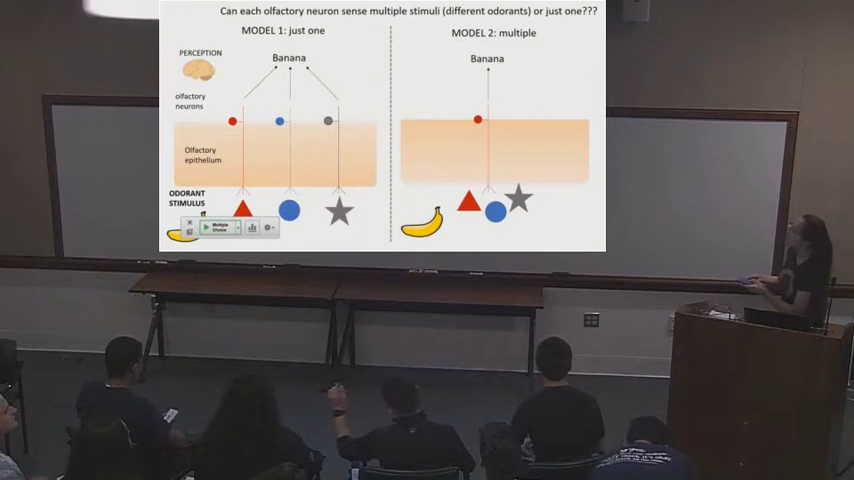 Can each olfactory neuron sense multiple stimuli (different odorants) or just one???
MODEL 1: just one
PERCEPTION
Banana
olfactory
neurons
Olfactory
epithelium
ODORANT
STIMULUS
Multiple
Choice
MODEL 2: multiple
Banana